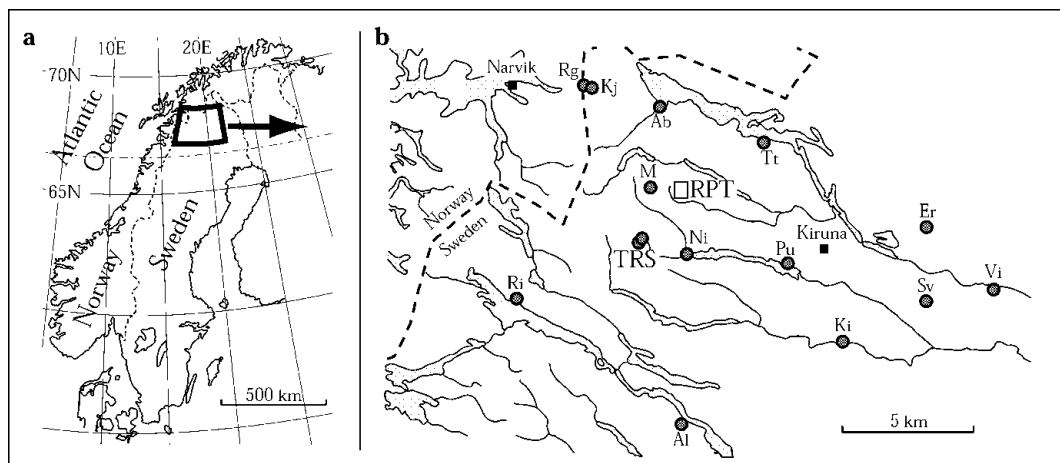 a
10E
20E
70N
65N
Atlantic
Ocean
Norway
Sweden
500 km
b
Narvik
Rg
Kj
Ab
Tt
M
RPT
Norway
Sweden
Er
Kiruna
TRS
Ni
Pu
Ri
Sv
Vi
Ki
Al
5 km